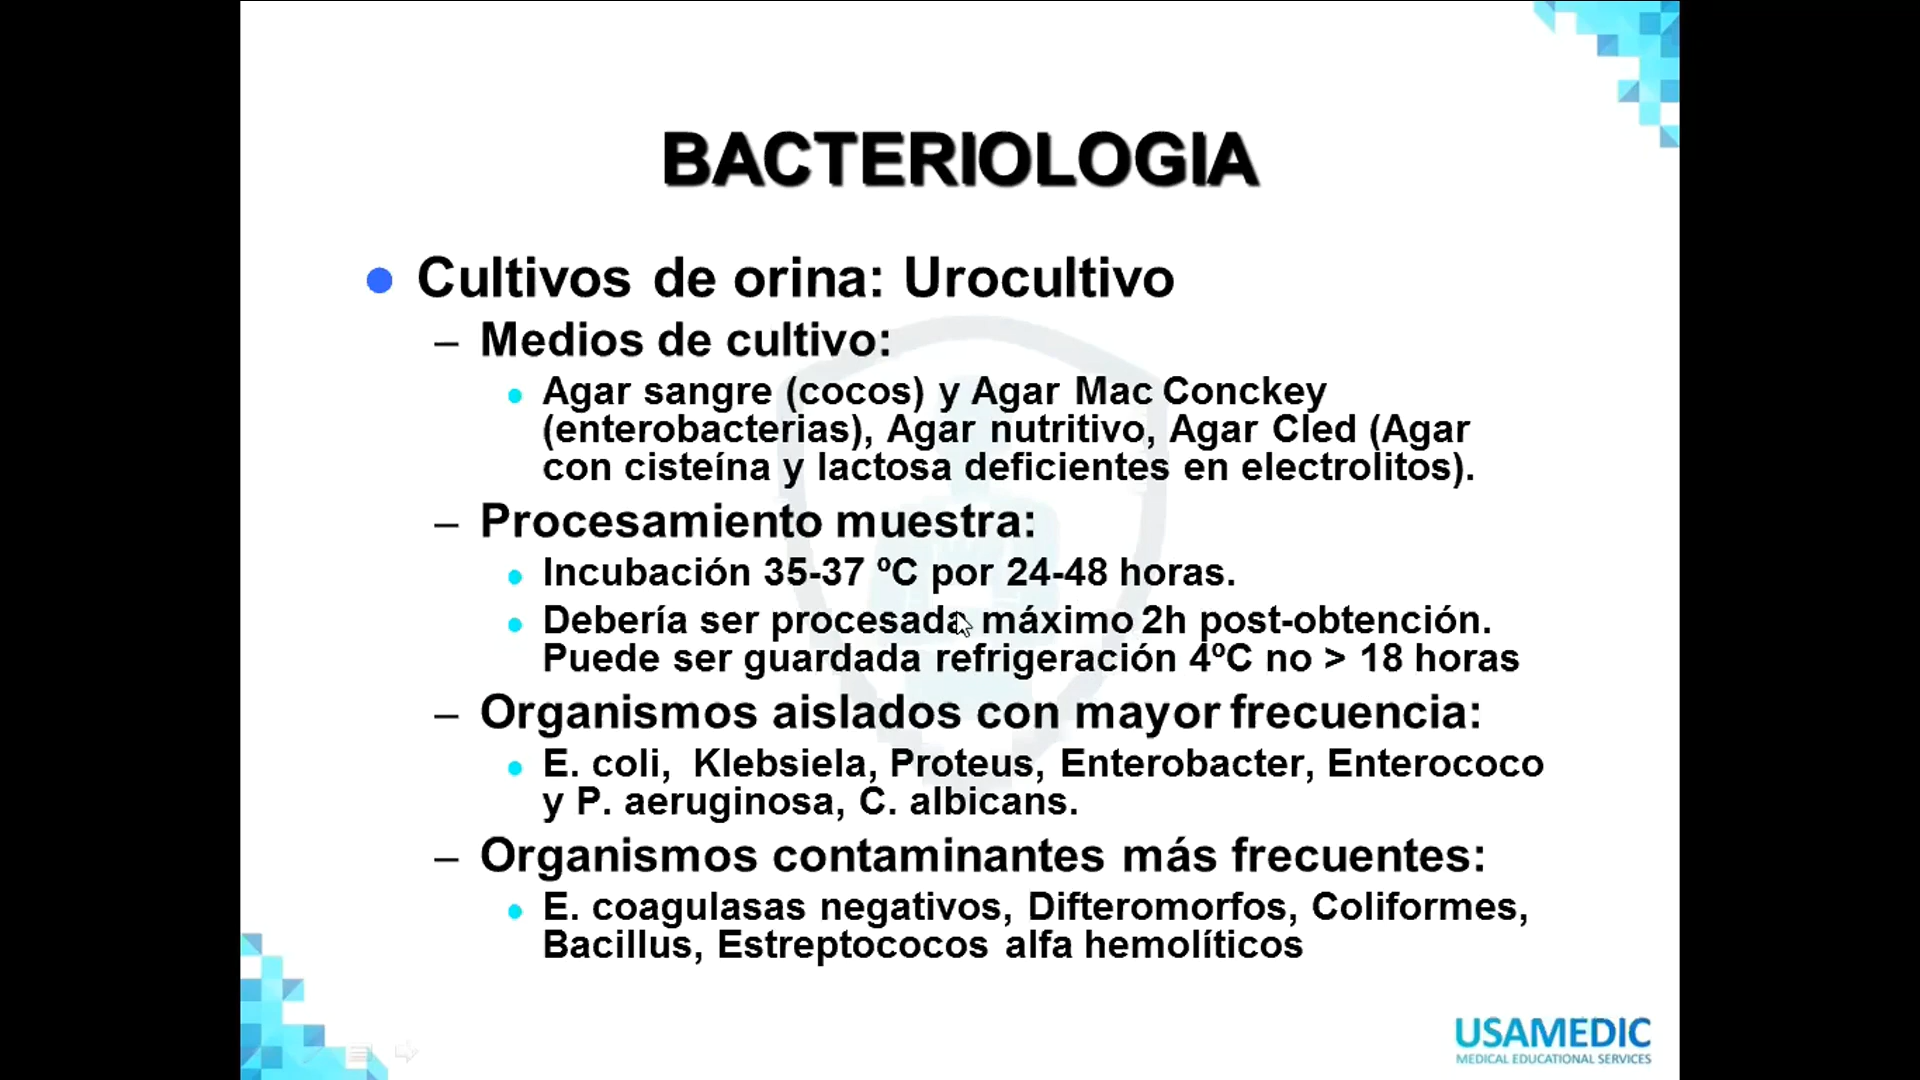 BACTERIOLOGIA
Cultivos de orina: Urocultivo
– Medios de cultivo:
Agar sangre (cocos) y Agar Mac Conckey
(enterobacterias), Agar nutritivo, Agar Cled (Agar
con cisteína y lactosa deficientes en electrolitos).
– Procesamiento muestra:
Incubación 35-37 ºC por 24-48 horas.
Debería ser procesada máximo 2h post-obtención.
Puede ser guardada refrigeración 4ºC no > 18 horas
– Organismos aislados con mayor frecuencia:
E. coli, Klebsiela, Proteus, Enterobacter, Enterococo
y P. aeruginosa, C. albicans.
– Organismos contaminantes más frecuentes:
E. coagulasas negativos, Difteromorfos, Coliformes,
Bacillus, Estreptococos alfa hemolíticos
USAMEDIC
MEDICAL EDUCATIONAL SERVICES